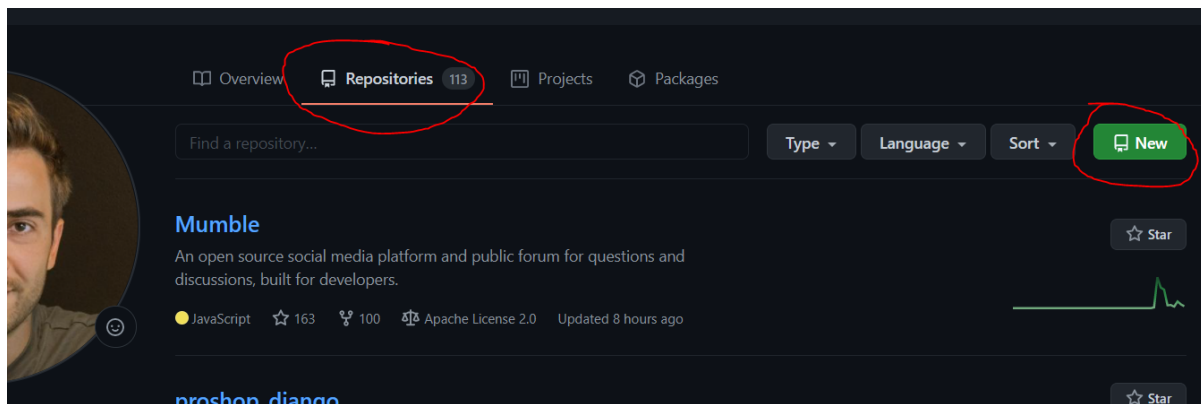 Overview Repositories 113 Projects Packages
Find a repository... Type Language Sort New
Mumble
Star
An open source social media platform and public forum for questions and
discussions, built for developers.
JavaScript 163 100 Apache License 2.0 Updated 8 hours ago
proshop_django
Star